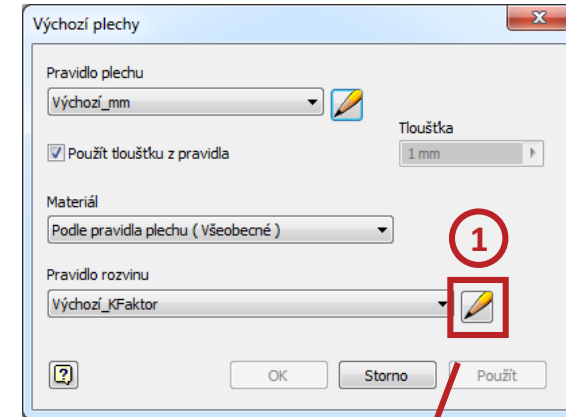 Výchozí plechy
x
Pravidlo plechu
Výchozí_mm
Tloušťka
Použít tloušťku z pravidla
1 mm
Materiál
Podle pravidla plechu ( Všeobecné )
1
Pravidlo rozvinu
Výchozí_KFaktor
?
OK
Storno
Použít